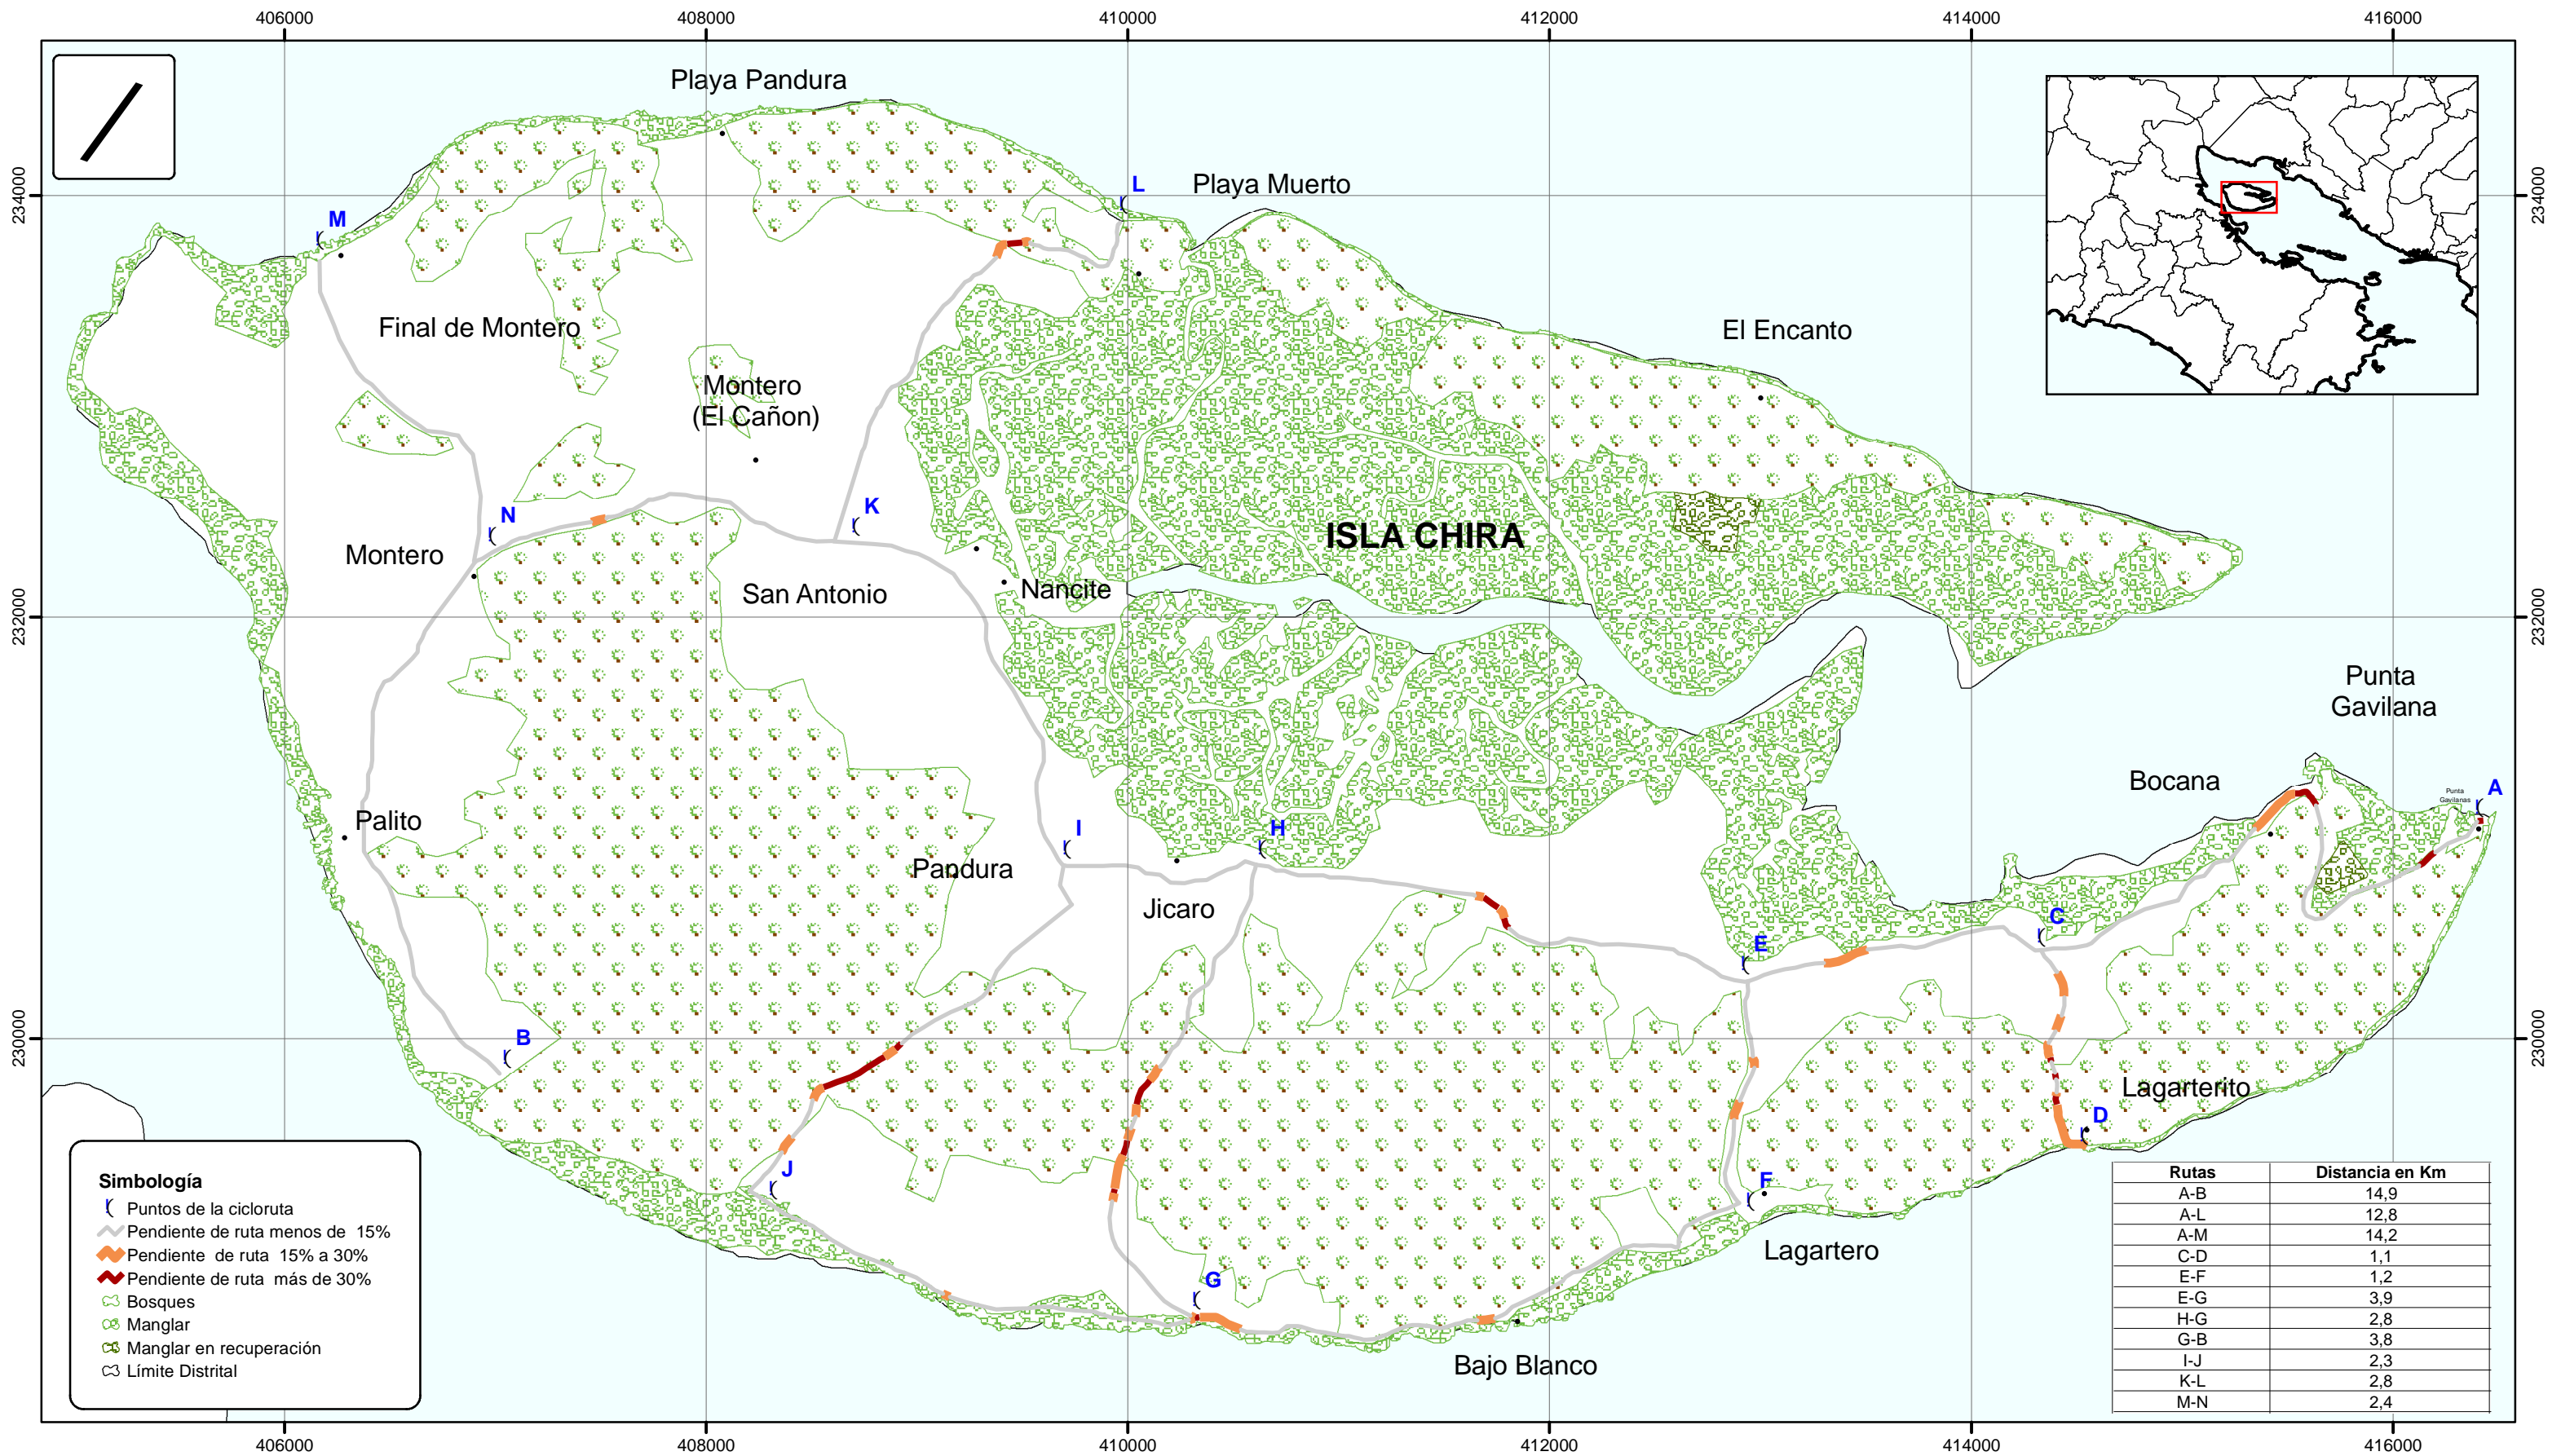 406000
408000
410000
412000
414000
416000
Playa Pandura
L
Playa Muerto
234000
234000
M
Final de Montero
El Encanto
Montero
(El Cañon)
K
N
ISLA CHIRA
Montero
San Antonio
Nancite
232000
232000
Punta
Gavilana
Bocana
A
Punta
Gavilanas
Palito
I
H
Pandura
Jicaro
C
E
B
230000
230000
Lagarterito
D
J
F
Lagartero
G
Bajo Blanco
Simbología
Puntos de la cicloruta
Pendiente de ruta menos de 15%
Pendiente de ruta 15% a 30%
Pendiente de ruta más de 30%
Bosques
Manglar
Manglar en recuperación
Límite Distrital
Rutas Distancia en Km
A-B 14,9
A-L 12,8
A-M 14,2
C-D 1,1
E-F 1,2
E-G 3,9
H-G 2,8
G-B 3,8
I-J 2,3
K-L 2,8
M-N 2,4
406000
408000
410000
412000
414000
416000